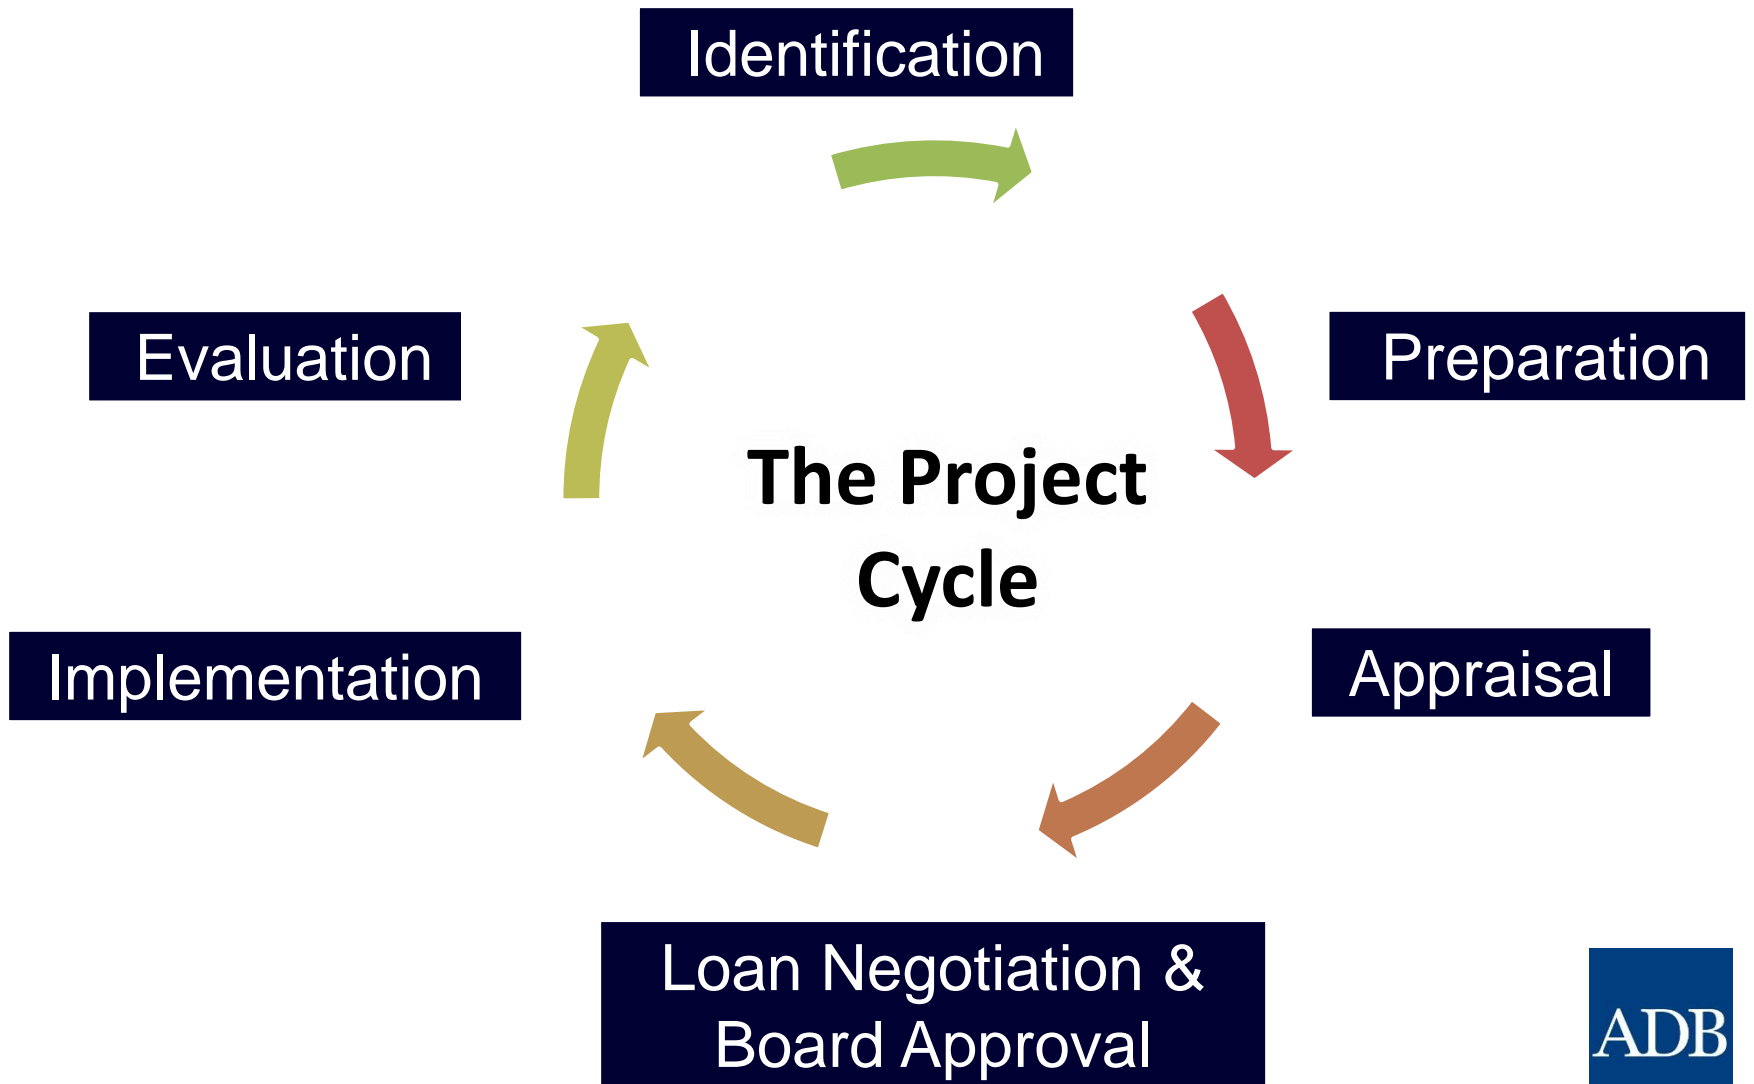 Identification
Evaluation
Preparation
The Project
Cycle
Implementation
Appraisal
Loan Negotiation &
Board Approval
ADB